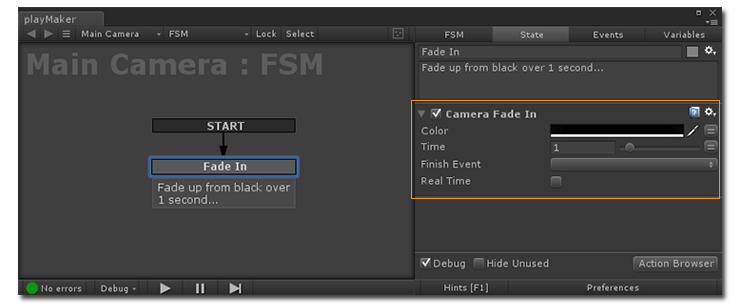 playMaker
Main Camera FSM Lock Select
FSM State Events Variables
Main Camera : FSM
Fade In
Fade up from black over 1 second...
START
Fade In
Fade up from black over
1 second...
Camera Fade In
Color
Time 1
Finish Event
Real Time
Debug Hide Unused Action Browser
No errors Debug
Hints [F1] Preferences